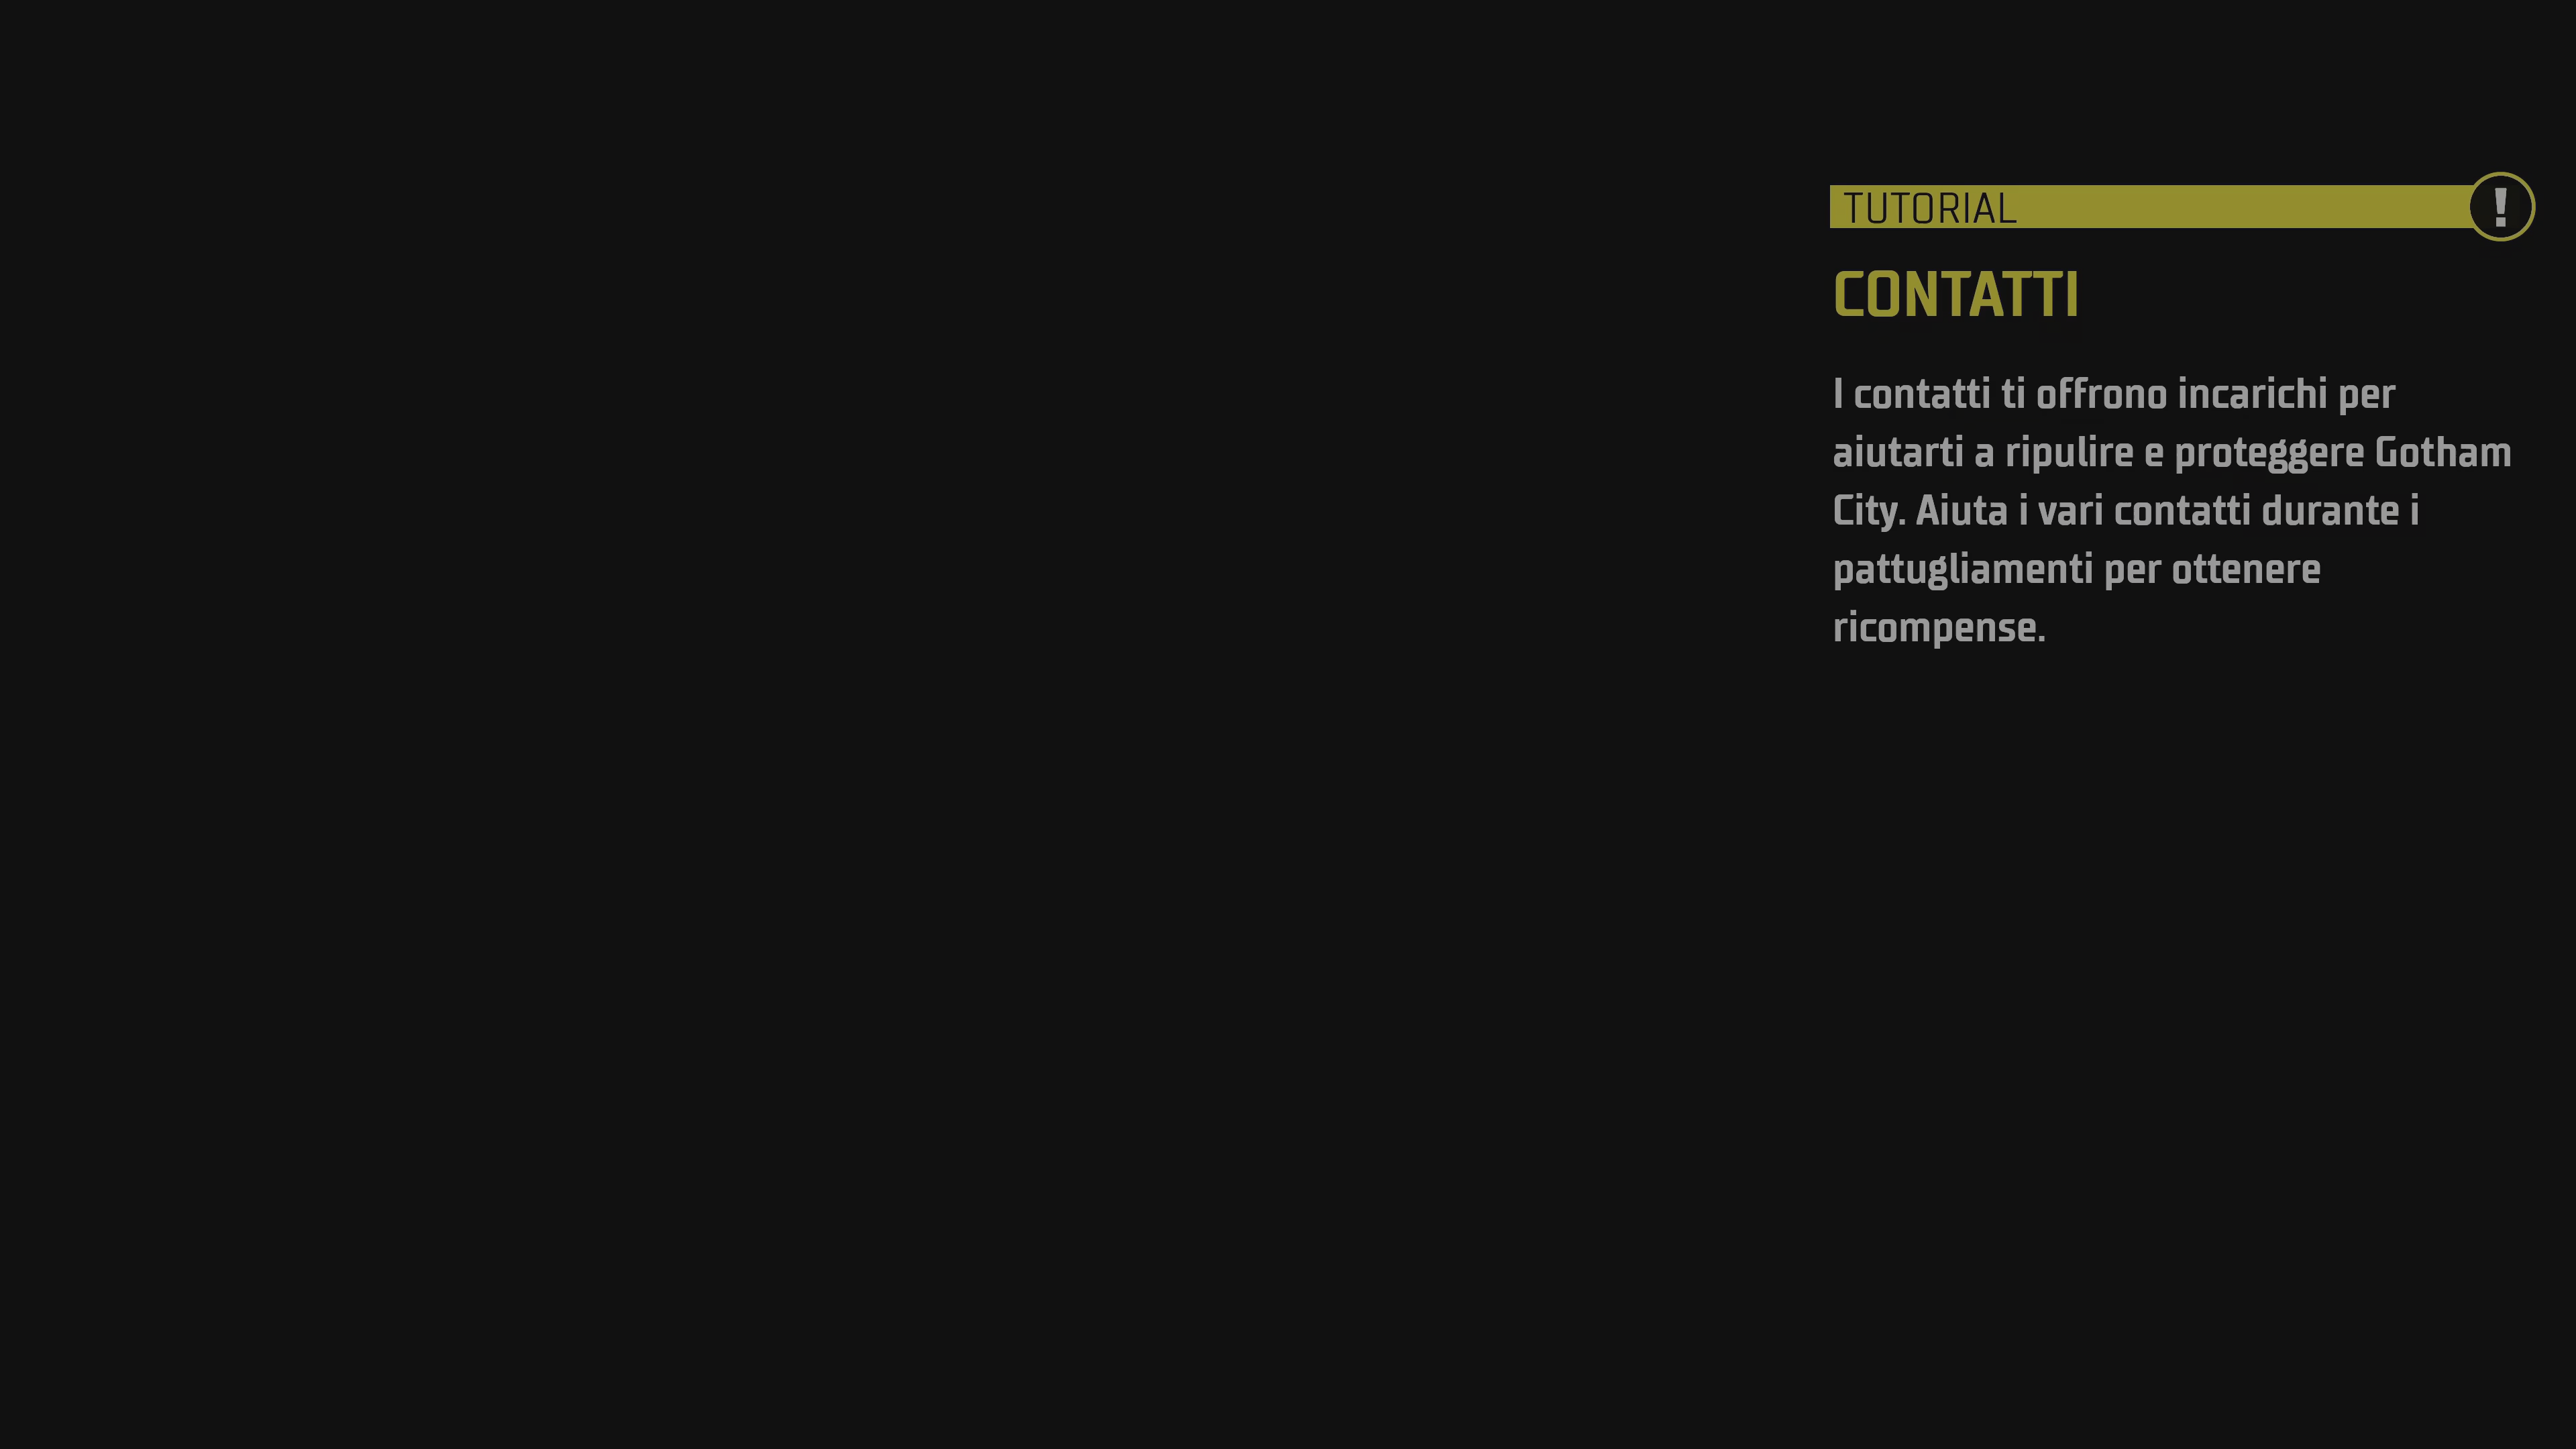 TUTORIAL
!
CONTATTI
I contatti ti offrono incarichi per
aiutarti a ripulire e proteggere Gotham
City. Aiuta i vari contatti durante i
pattugliamenti per ottenere
ricompense.